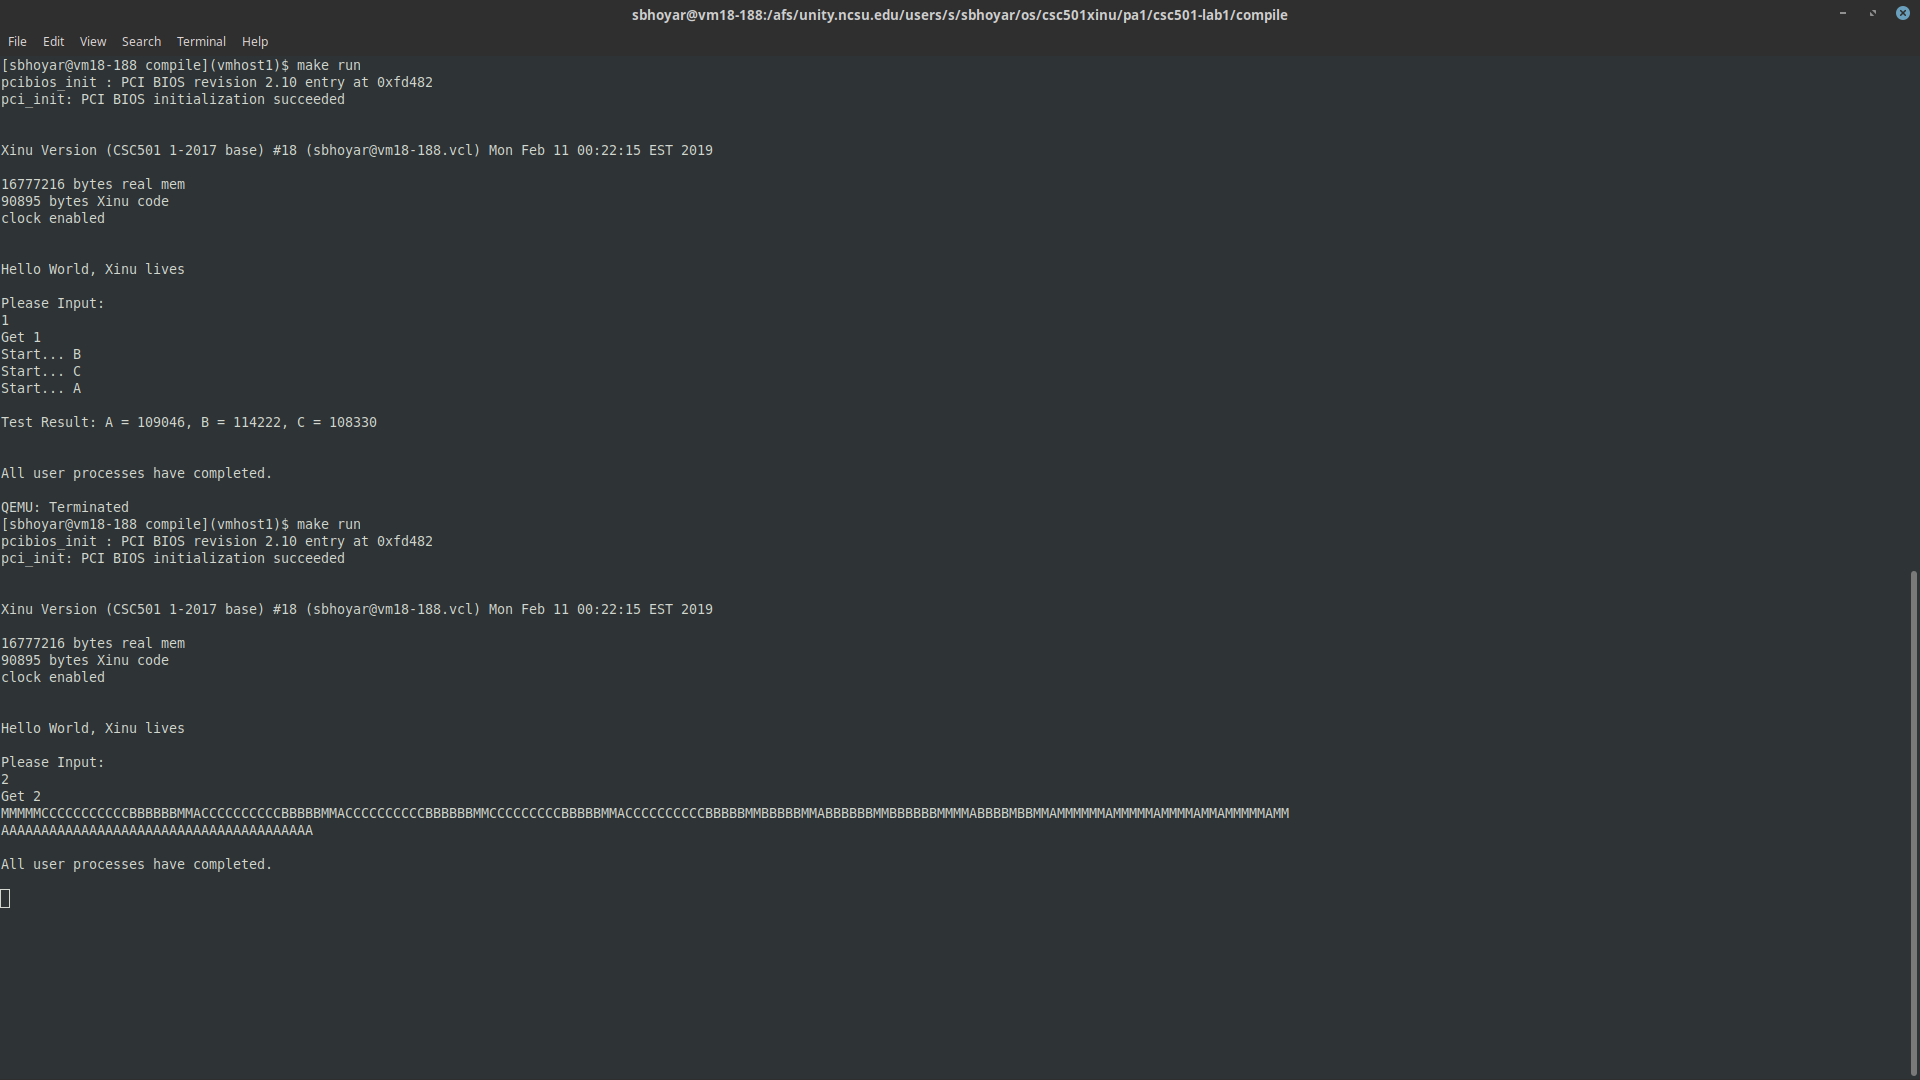 sbhoyar@vm18-188:/afs/unity.ncsu.edu/users/s/sbhoyar/os/csc501xinu/pa1/csc501-lab1/compile
File Edit View Search Terminal Help
[sbhoyar@vm18-188 compile](vmhost1)$ make run
pcibios_init : PCI BIOS revision 2.10 entry at 0xfd482
pci_init: PCI BIOS initialization succeeded
Xinu Version (CSC501 1-2017 base) #18 (sbhoyar@vm18-188.vcl) Mon Feb 11 00:22:15 EST 2019
16777216 bytes real mem
90895 bytes Xinu code
clock enabled
Hello World, Xinu lives
Please Input:
1
Get 1
Start... B
Start... C
Start... A
Test Result: A = 109046, B = 114222, C = 108330
All user processes have completed.
QEMU: Terminated
[sbhoyar@vm18-188 compile](vmhost1)$ make run
pcibios_init : PCI BIOS revision 2.10 entry at 0xfd482
pci_init: PCI BIOS initialization succeeded
Xinu Version (CSC501 1-2017 base) #18 (sbhoyar@vm18-188.vcl) Mon Feb 11 00:22:15 EST 2019
16777216 bytes real mem
90895 bytes Xinu code
clock enabled
Hello World, Xinu lives
Please Input:
2
Get 2
MMMMMCCCCCCCCCCCBBBBBBMMACCCCCCCCCCBBBBBMMACCCCCCCCCCBBBBBBMMCCCCCCCCCBBBBBMMACCCCCCCCCCBBBBBMMBBBBBMMABBBBBBMMBBBBBBMMMMABBBBMBBMMAMMMMMMAMMMMMAMMMMAMMAMMMMMAMM
AAAAAAAAAAAAAAAAAAAAAAAAAAAAAAAAAAAAAAA
All user processes have completed.